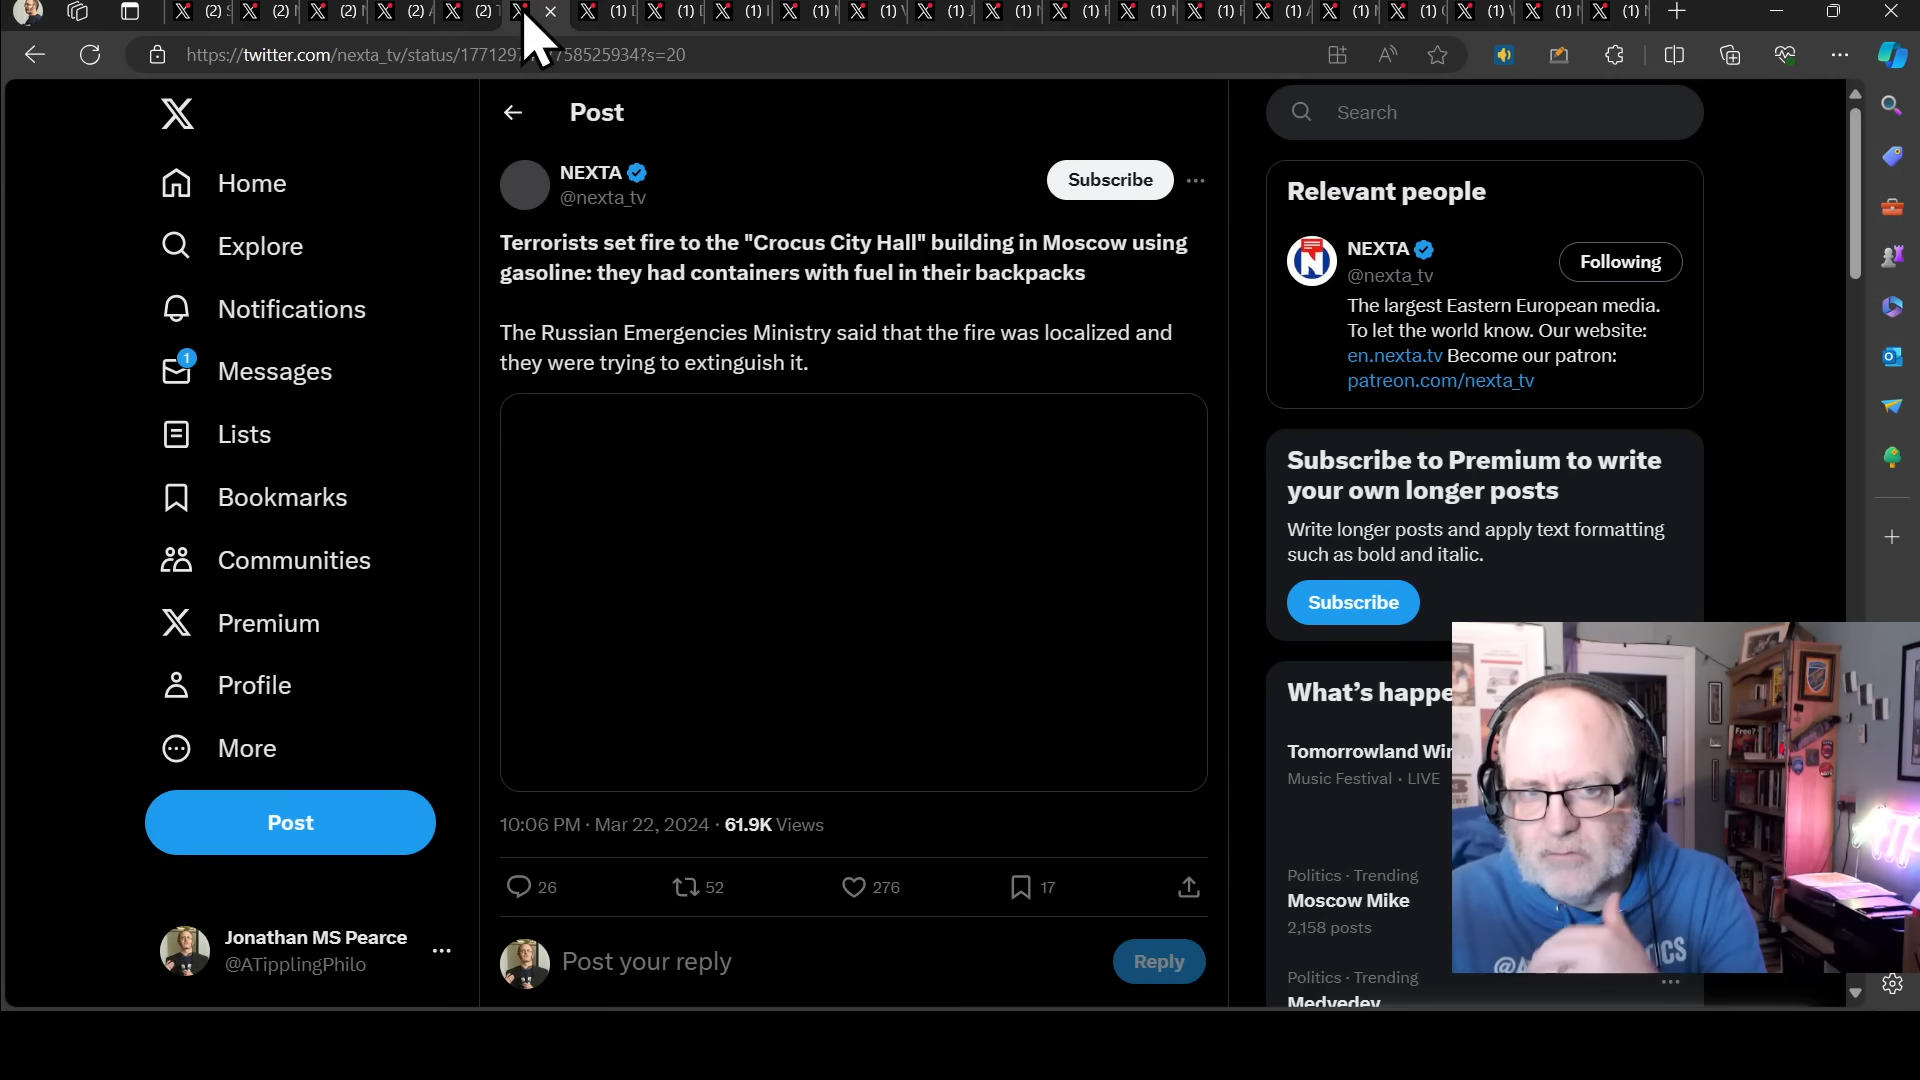 https://twitter.com/nexta_tv/status/177129
758525934?s=20
Home
Explore
Notifications
1
Messages
Lists
Bookmarks
Communities
Premium
Profile
More
Post
Jonathan MS Pearce
@ATipplingPhilo
Post
NEXTA
@nexta_tv
Subscribe
Terrorists set fire to the "Crocus City Hall" building in Moscow using
gasoline: they had containers with fuel in their backpacks
The Russian Emergencies Ministry said that the fire was localized and
they were trying to extinguish it.
10:06 PM · Mar 22, 2024 · 61.9K Views
26
52
276
17
Post your reply
Reply
Search
Relevant people
NEXTA
@nexta_tv
Following
The largest Eastern European media.
To let the world know. Our website:
en.nexta.tv Become our patron:
patreon.com/nexta_tv
Subscribe to Premium to write
your own longer posts
Write longer posts and apply text formatting
such as bold and italic.
Subscribe
What's happe
Tomorrowland Wi
Music Festival · LIVE
Politics · Trending
Moscow Mike
2,158 posts
Politics · Trending
Medvedev
Free?